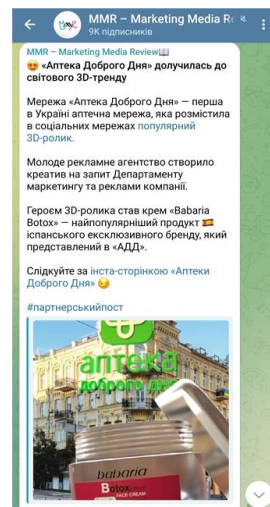 MMR – Marketing Media Re
9K підписників
MMR – Marketing Media Review📖
😍 «Аптека Доброго Дня» долучилась до
світового 3D-тренду
Мережа «Аптека Доброго Дня» — перша
в Україні аптечна мережа, яка розмістила
в соціальних мережах популярний
3D-ролик.
Молоде рекламне агентство створило
креатив на запит Департаменту
маркетингу та реклами компанії.
Героєм 3D-ролика став крем «Babaria
Botox» — найпопулярніший продукт 🇪🇸
іспанського ексклюзивного бренду, який
представлений в «АДД».
Слідкуйте за інста-сторінкою «Аптеки
Доброго Дня» 😏
#партнерськийпост
аптека
доброго дня
babaria
Botox
FACE CREAM